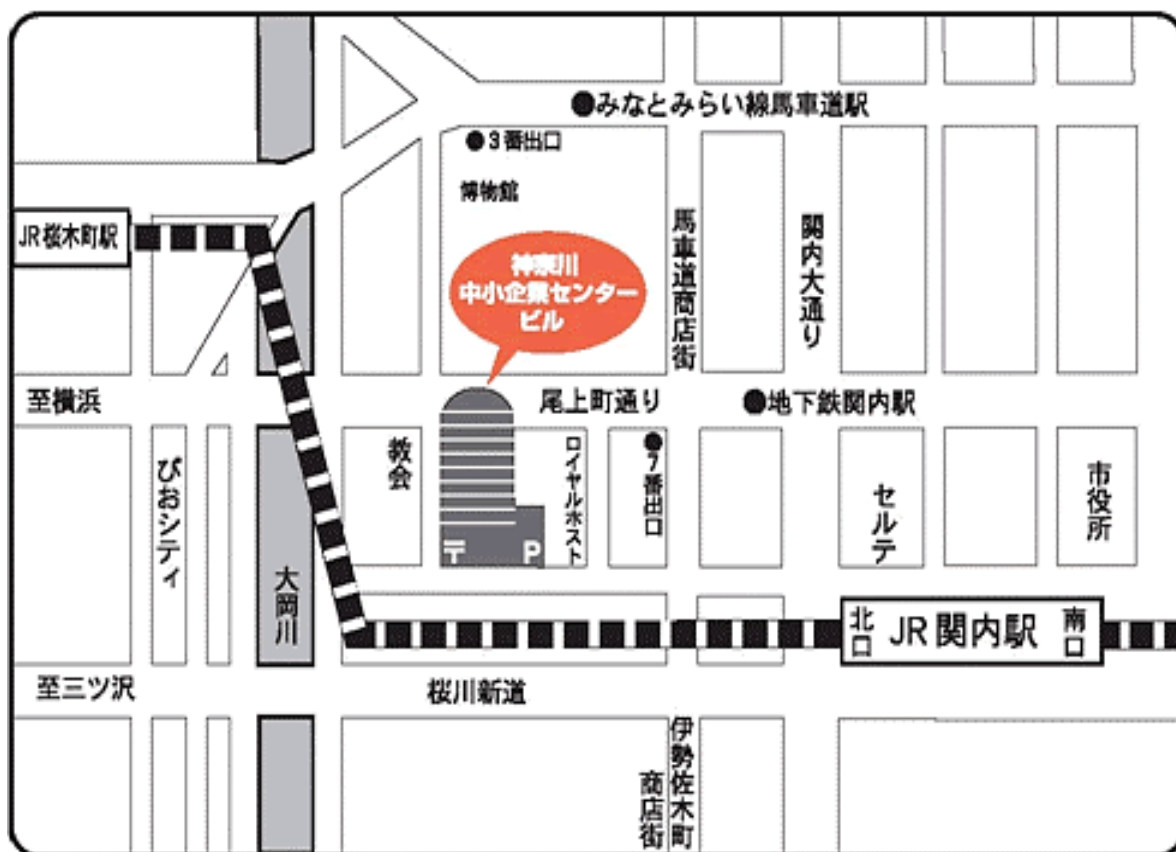 ●みなとみらい線馬車道駅
●3番出口
博物館
JR桜木町駅
神奈川
中小企業センター
ビル
馬車道商店街
関内大通り
至横浜
尾上町通り
●地下鉄関内駅
ぴおシティ
教会
ロイヤルホスト
●7番出口
セルテ
市役所
〒
P
大岡川
北口
JR関内駅
南口
至三ツ沢
桜川新道
伊勢佐木町
商店街